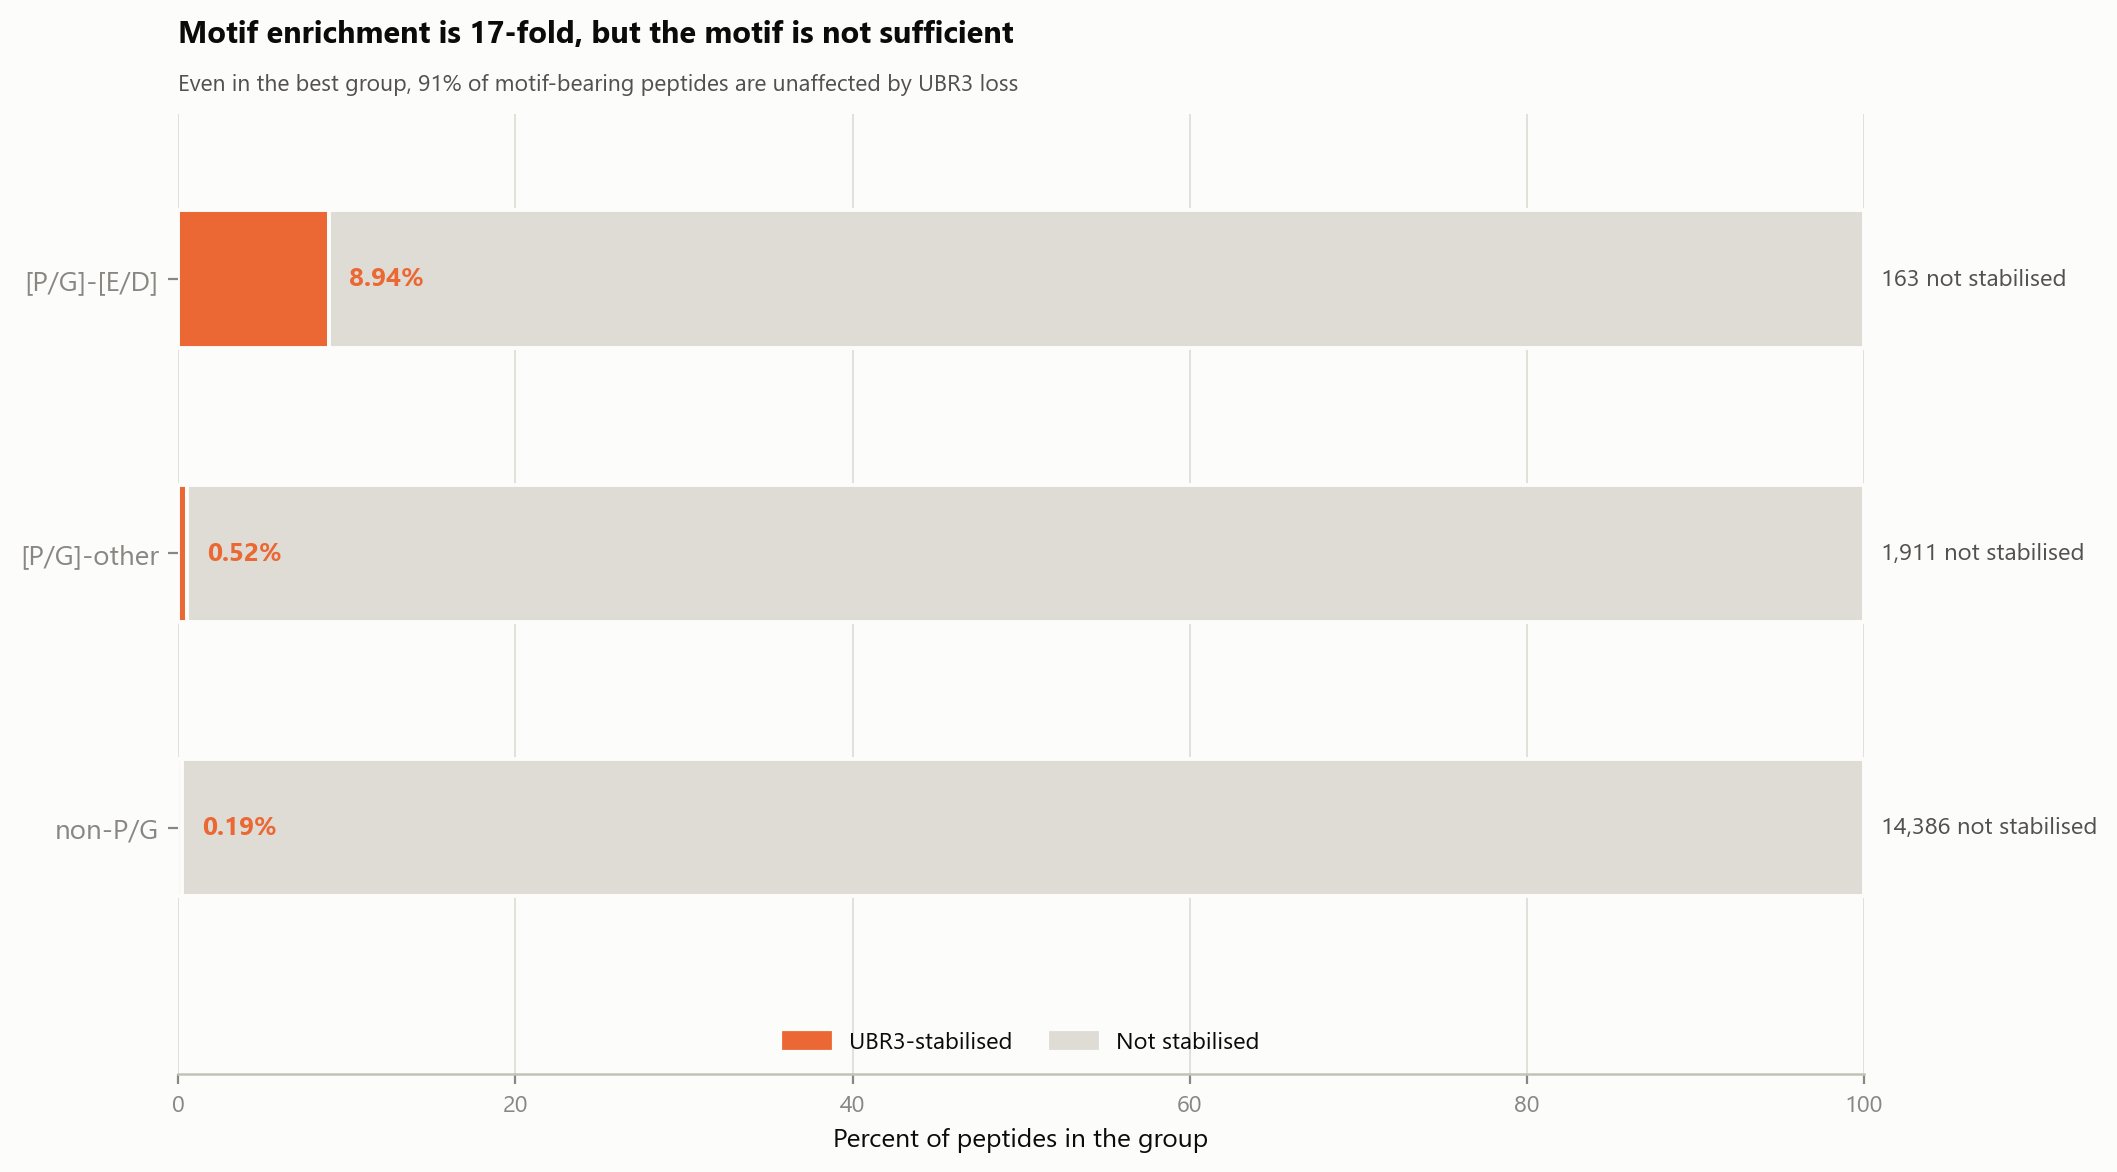 Motif enrichment is 17-fold, but the motif is not sufficient
Even in the best group, 91% of motif-bearing peptides are unaffected by UBR3 loss
[P/G]-[E/D]
8.94%
163 not stabilised
[P/G]-other
0.52%
1,911 not stabilised
non-P/G
0.19%
14,386 not stabilised
UBR3-stabilised
Not stabilised
0 20 40 60 80 100
Percent of peptides in the group